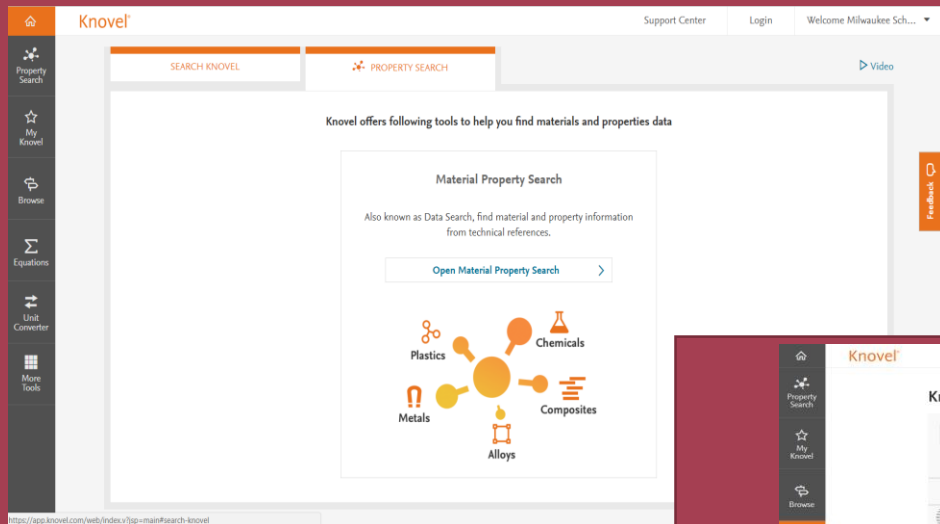 Knovel®
Support Center
Login
Welcome Milwaukee Sch...
Property
Search
My
Knovel
Browse
Equations
Unit
Converter
More
Tools
SEARCH KNOVEL
PROPERTY SEARCH
Video
Knovel offers following tools to help you find materials and properties data
Material Property Search
Also known as Data Search, find material and property information
from technical references.
Open Material Property Search
Plastics
Chemicals
Metals
Composites
Alloys
Feedback
https://app.knovel.com/web/index.v?jsp=main#search-knovel
Knovel®
Property
Search
My
Knovel
Browse